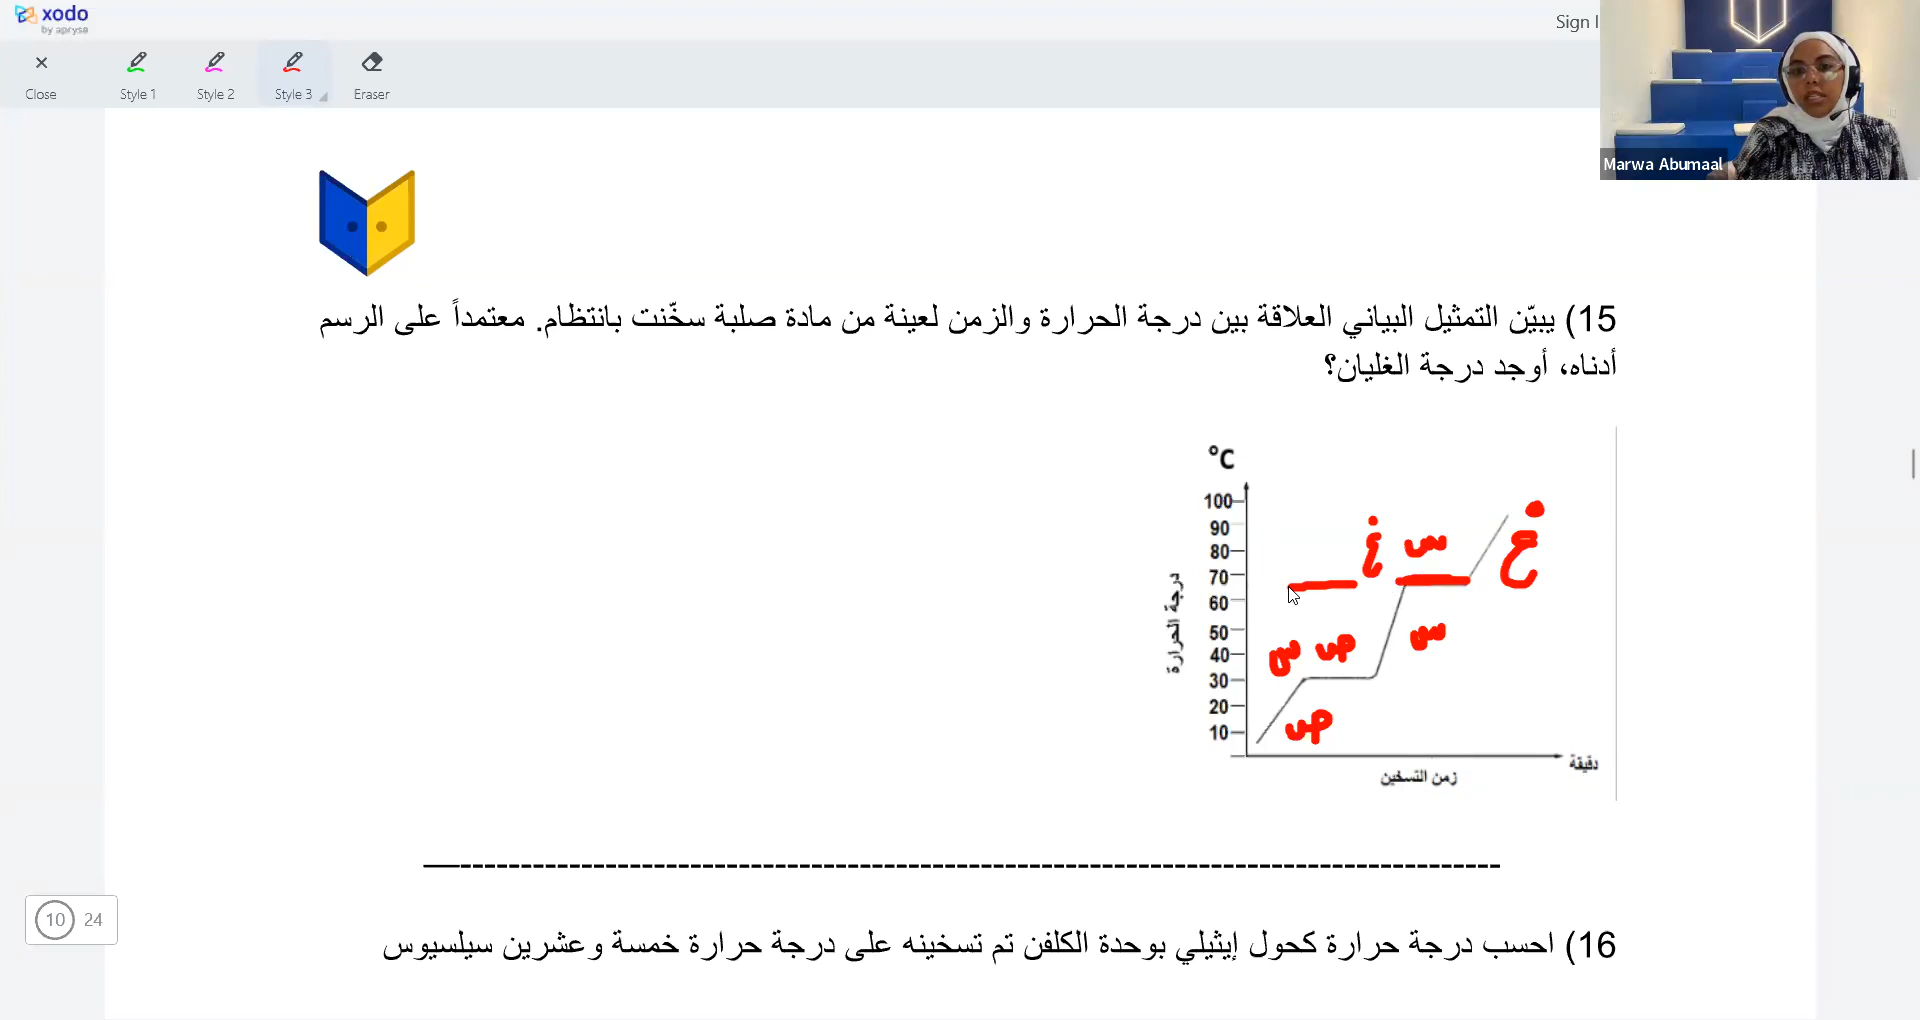 xodo
by apryse
Sign I
Close
Style 1
Style 2
Style 3
Eraser
Marwa Abumaal
15) يبيّن التمثيل البياني العلاقة بين درجة الحرارة والزمن لعينة من مادة صلبة سخّنت بانتظام. معتمداً على الرسم
أدناه، أوجد درجة الغليان؟
°C
100
90
80
70
60
50
40
30
20
10
درجة الحرارة
زمن التسخين
دقيقة
غ
س
س
ص
س
ص
10 24
16) احسب درجة حرارة كحول إيثيلي بوحدة الكلفن تم تسخينه على درجة حرارة خمسة وعشرين سيلسيوس